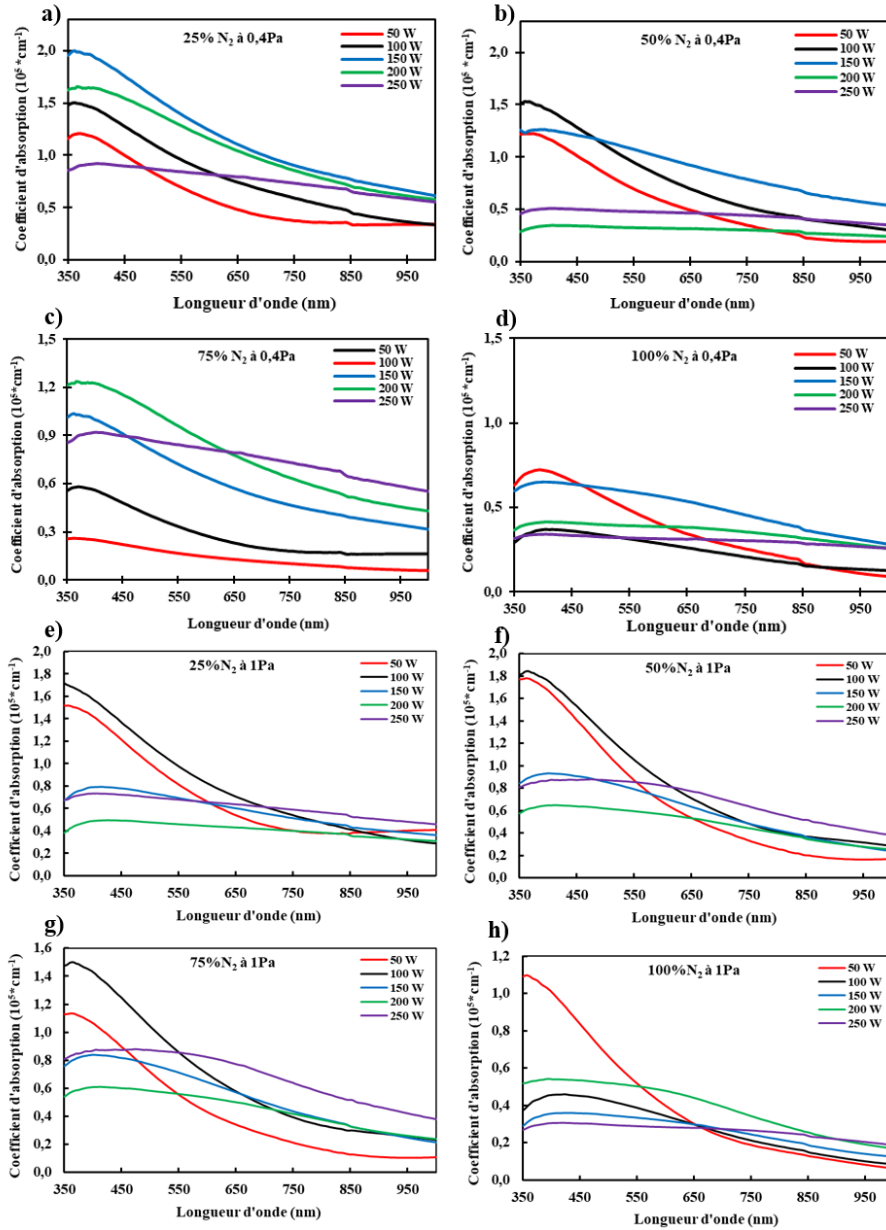 a)
25% N₂ à 0,4Pa
50 W
100 W
150 W
200 W
250 W
Coefficient d'absorption (10⁵ *cm⁻¹)
2,0
1,5
1,0
0,5
0,0
350 450 550 650 750 850 950
Longueur d'onde (nm)
b)
50% N₂ à 0,4Pa
50 W
100 W
150 W
200 W
250 W
Coefficient d'absorption (10⁵ *cm⁻¹)
2,0
1,5
1,0
0,5
0,0
350 450 550 650 750 850 950
Longueur d'onde (nm)
c)
75% N₂ à 0,4Pa
50 W
100 W
150 W
200 W
250 W
Coefficient d'absorption (10⁵*cm⁻¹)
1,5
1,2
0,9
0,6
0,3
0,0
350 450 550 650 750 850 950
Longueur d'onde (nm)
d)
100% N₂ à 0,4Pa
50 W
100 W
150 W
200 W
250 W
Coefficient d'absorption (10⁵*cm⁻¹)
1,5
1,0
0,5
0,0
350 450 550 650 750 850 950
Longueur d'onde (nm)
e)
25%N₂ à 1Pa
50 W
100 W
150 W
200 W
250 W
Coefficient d'absorption (10⁵*cm⁻¹)
2,0
1,8
1,6
1,4
1,2
1,0
0,8
0,6
0,4
0,2
0,0
350 450 550 650 750 850 950
Longueur d'onde (nm)
f)
50%N₂ à 1Pa
50 W
100 W
150 W
200 W
250 W
Coefficient d'absorption (10⁵*cm⁻¹)
2,0
1,8
1,6
1,4
1,2
1,0
0,8
0,6
0,4
0,2
0,0
350 450 550 650 750 850 950
Longueur d'onde (nm)
g)
75%N₂ à 1Pa
50 W
100 W
150 W
200 W
250 W
Coefficient d'absorption (10⁵*cm⁻¹)
1,6
1,4
1,2
1,0
0,8
0,6
0,4
0,2
0,0
350 450 550 650 750 850 950
Longueur d'onde (nm)
h)
100%N₂ à 1Pa
50 W
100 W
150 W
200 W
250 W
Coefficient d'absorption (10⁵*cm⁻¹)
1,2
1,0
0,8
0,6
0,4
0,2
0,0
350 450 550 650 750 850 950
Longueur d'onde (nm)